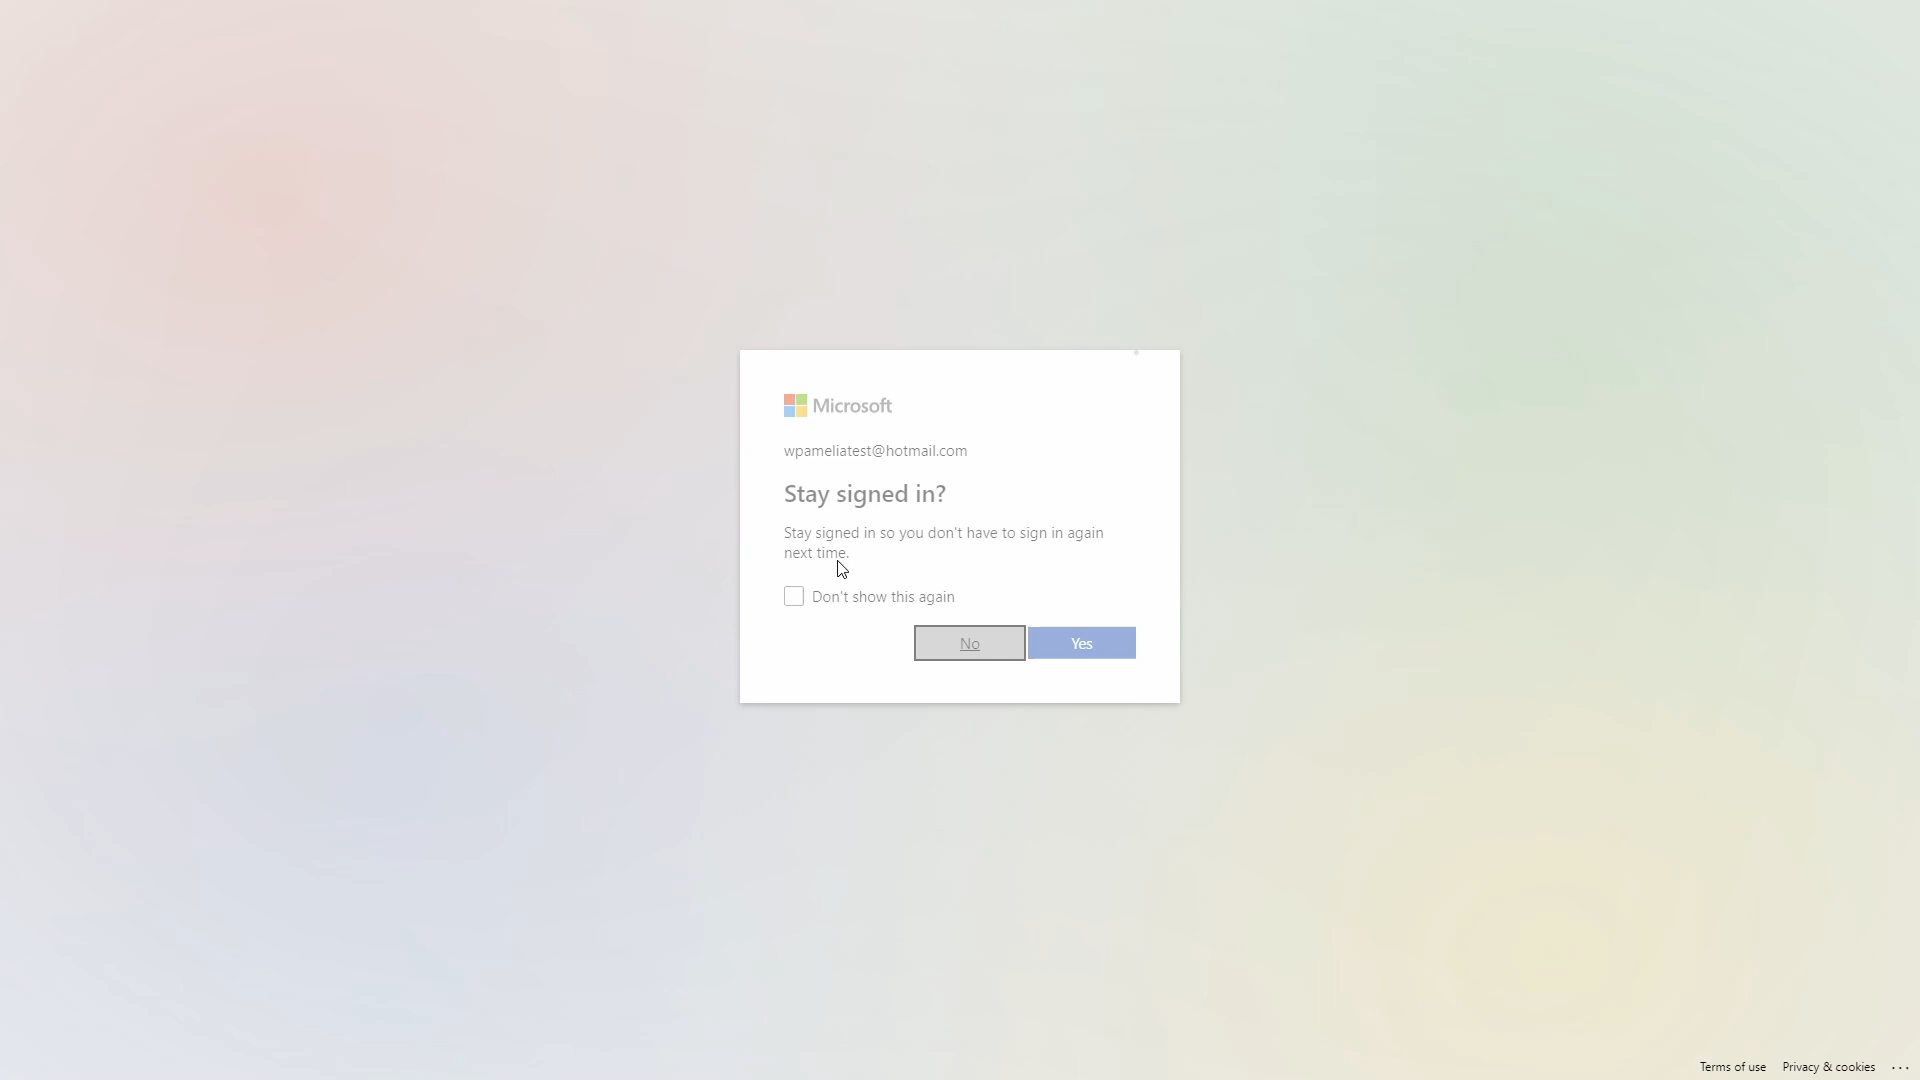 Microsoft
wpameliatest@hotmail.com
Stay signed in?
Stay signed in so you don't have to sign in again
next time.
Don't show this again
No
Yes
Terms of use
Privacy & cookies
...